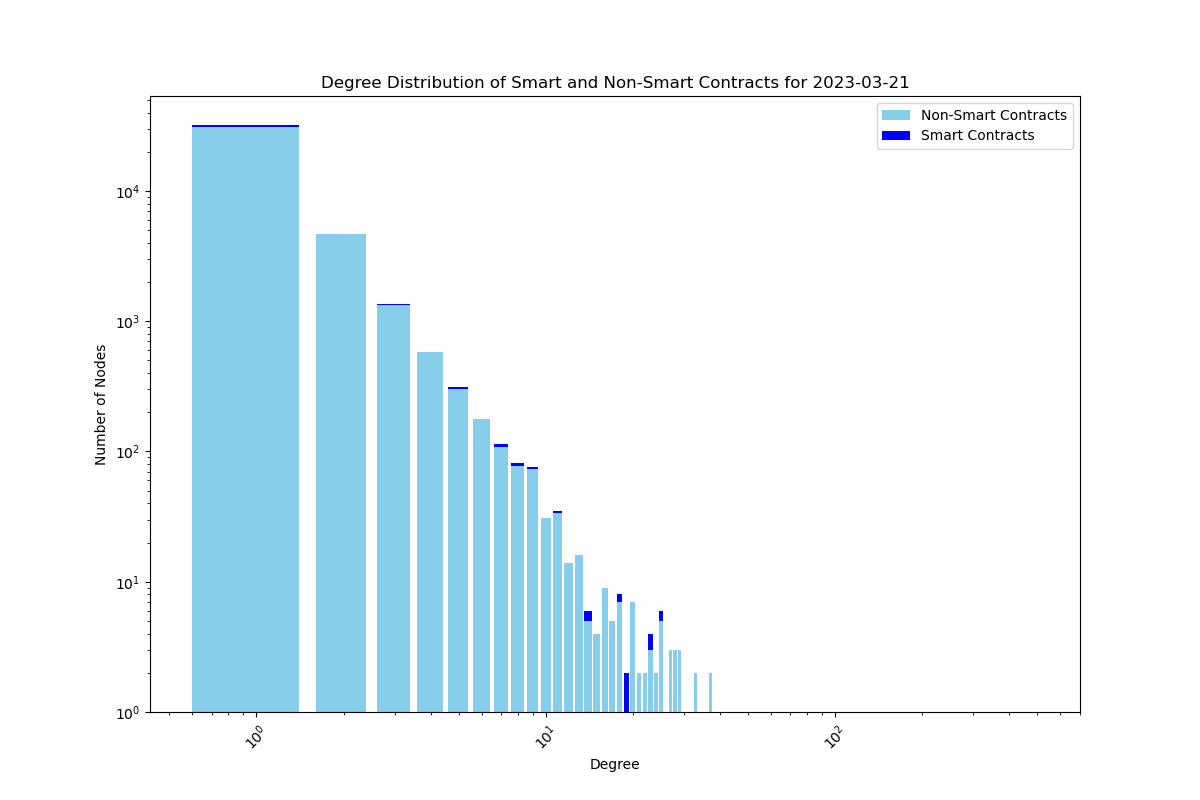 Degree Distribution of Smart and Non-Smart Contracts for 2023-03-21
Non-Smart Contracts
Smart Contracts
Number of Nodes
10⁴
10³
10²
10¹
10⁰
10⁰
10¹
10²
Degree